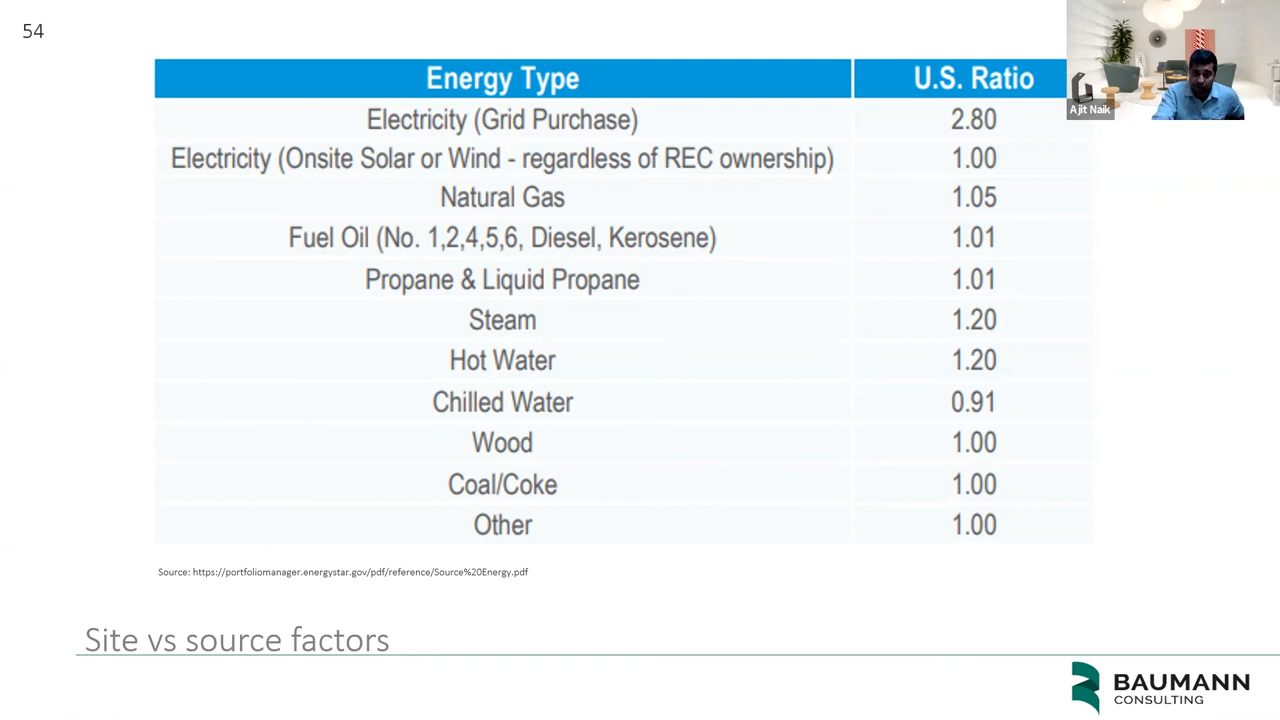 54
Energy Type U.S. Ratio
Electricity (Grid Purchase) 2.80
Electricity (Onsite Solar or Wind - regardless of REC ownership) 1.00
Natural Gas 1.05
Fuel Oil (No. 1,2,4,5,6, Diesel, Kerosene) 1.01
Propane & Liquid Propane 1.01
Steam 1.20
Hot Water 1.20
Chilled Water 0.91
Wood 1.00
Coal/Coke 1.00
Other 1.00
Source: https://portfoliomanager.energystar.gov/pdf/reference/Source%20Energy.pdf
Site vs source factors
BAUMANN
CONSULTING
Ajit Naik